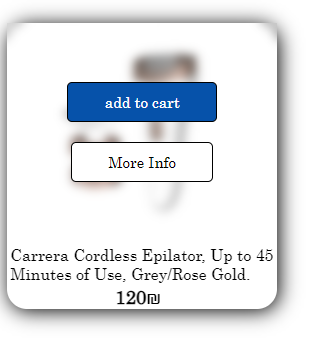 add to cart
More Info
Carrera Cordless Epilator, Up to 45
Minutes of Use, Grey/Rose Gold.
120₪